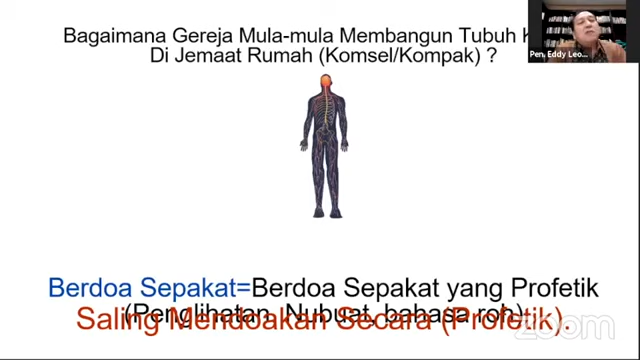 Bagaimana Gereja Mula-mula Membangun Tubuh
Di Jemaat Rumah (Komsel/Kompak) ?
Pen. Eddy Leo...
Berdoa Sepakat=Berdoa Sepakat yang Profetik
(Penglihatan, Nubuat, bahasa roh)
Saling Mendoakan Secara (Profetik).
zoom